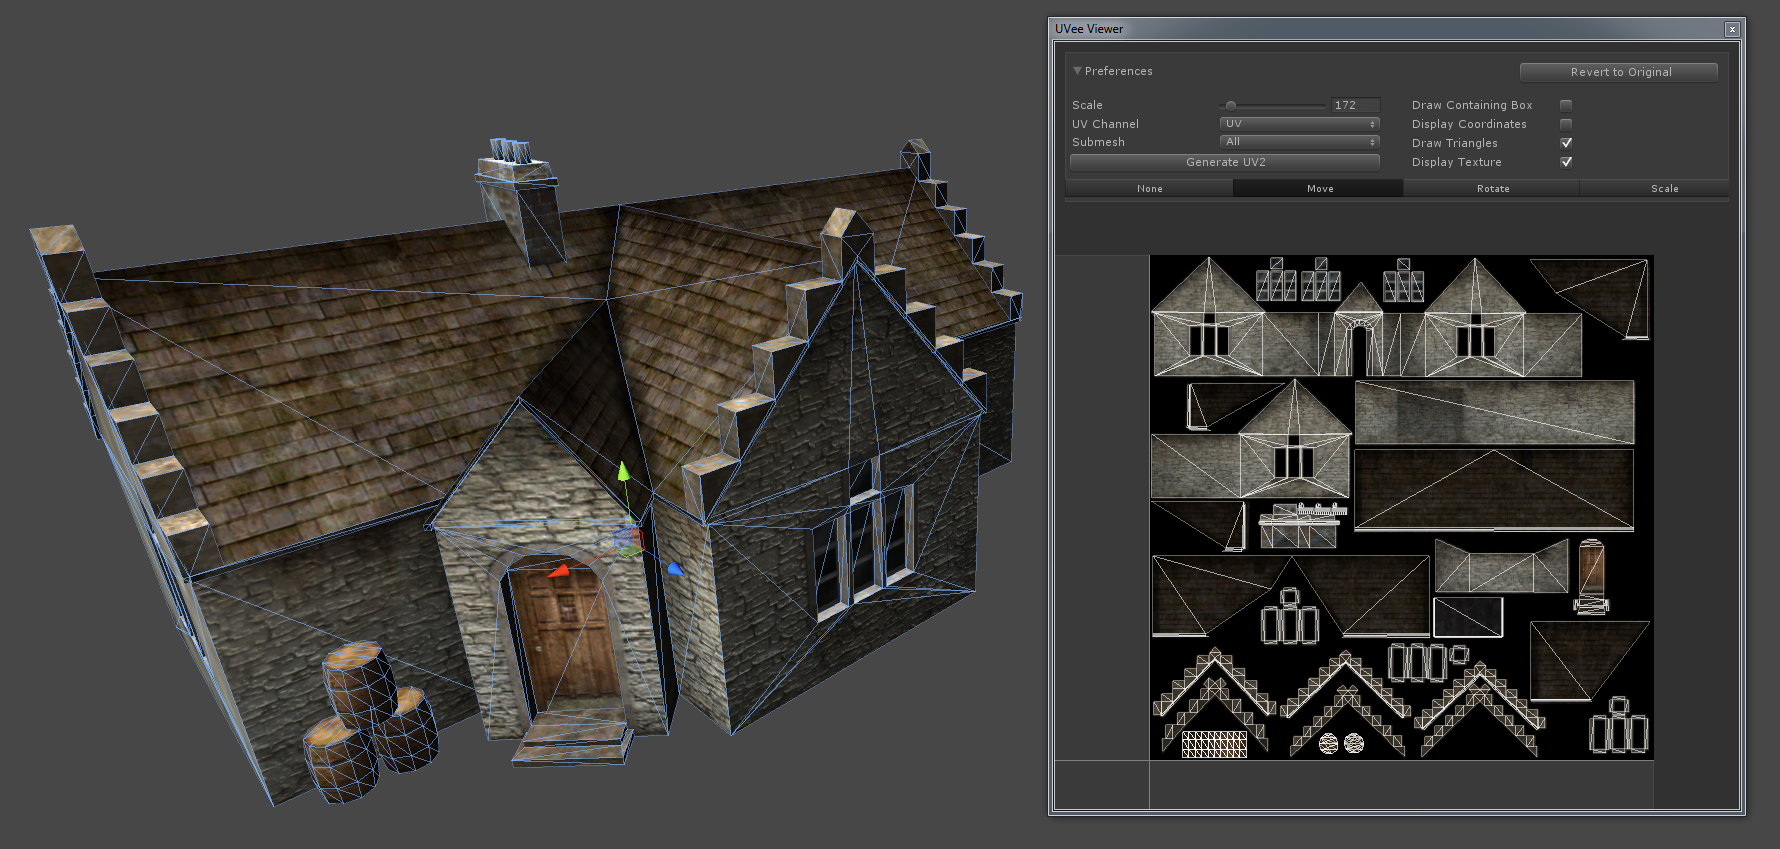 UVee Viewer
x
Preferences
Revert to Original
Scale 172 Draw Containing Box
UV Channel UV Display Coordinates
Submesh All Draw Triangles
Generate UV2 Display Texture
None Move Rotate Scale